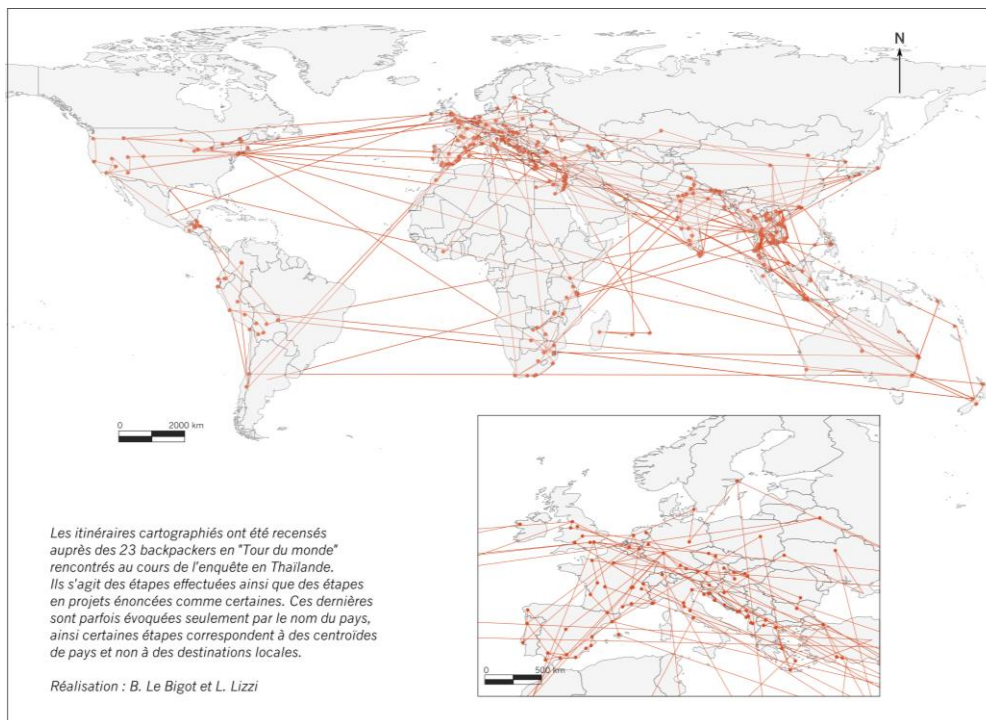 N
0
2000 km
Les itinéraires cartographiés ont été recensés
auprès des 23 backpackers en "Tour du monde"
rencontrés au cours de l'enquête en Thaïlande.
Ils s'agit des étapes effectuées ainsi que des étapes
en projets énoncées comme certaines. Ces dernières
sont parfois évoquées seulement par le nom du pays,
ainsi certaines étapes correspondent à des centroïdes
de pays et non à des destinations locales.
Réalisation : B. Le Bigot et L. Lizzi
0
500 km